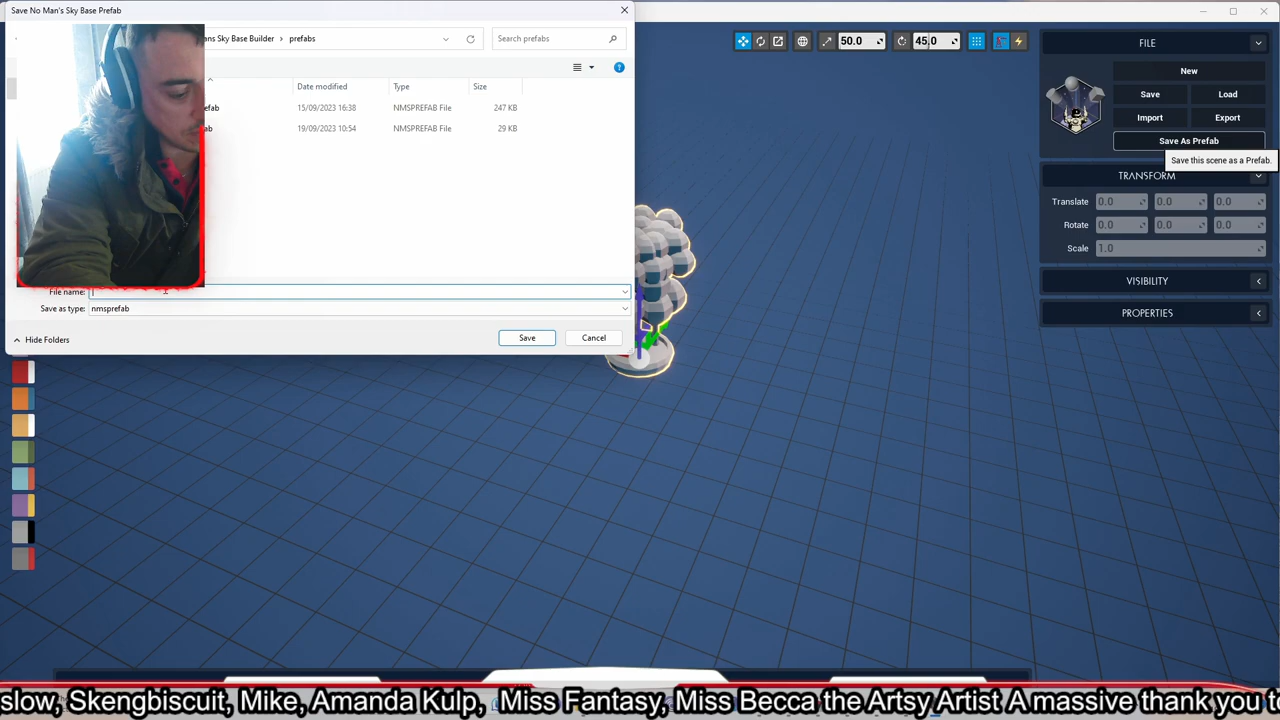 Save No Man's Sky Base Prefab
ans Sky Base Builder > prefabs
Search prefabs
Date modified
Type
Size
efab
15/09/2023 16:38
NMSPREFAB File
247 KB
ab
19/09/2023 10:54
NMSPREFAB File
29 KB
File name:
Save as type:
nmsprefab
Hide Folders
Save
Cancel
50.0
45.0
FILE
New
Save
Load
Import
Export
Save As Prefab
Save this scene as a Prefab.
TRANSFORM
Translate
0.0
0.0
0.0
Rotate
0.0
0.0
0.0
Scale
1.0
VISIBILITY
PROPERTIES
slow, Skengbiscuit, Mike, Amanda Kulp, Miss Fantasy, Miss Becca the Artsy Artist A massive thank you t